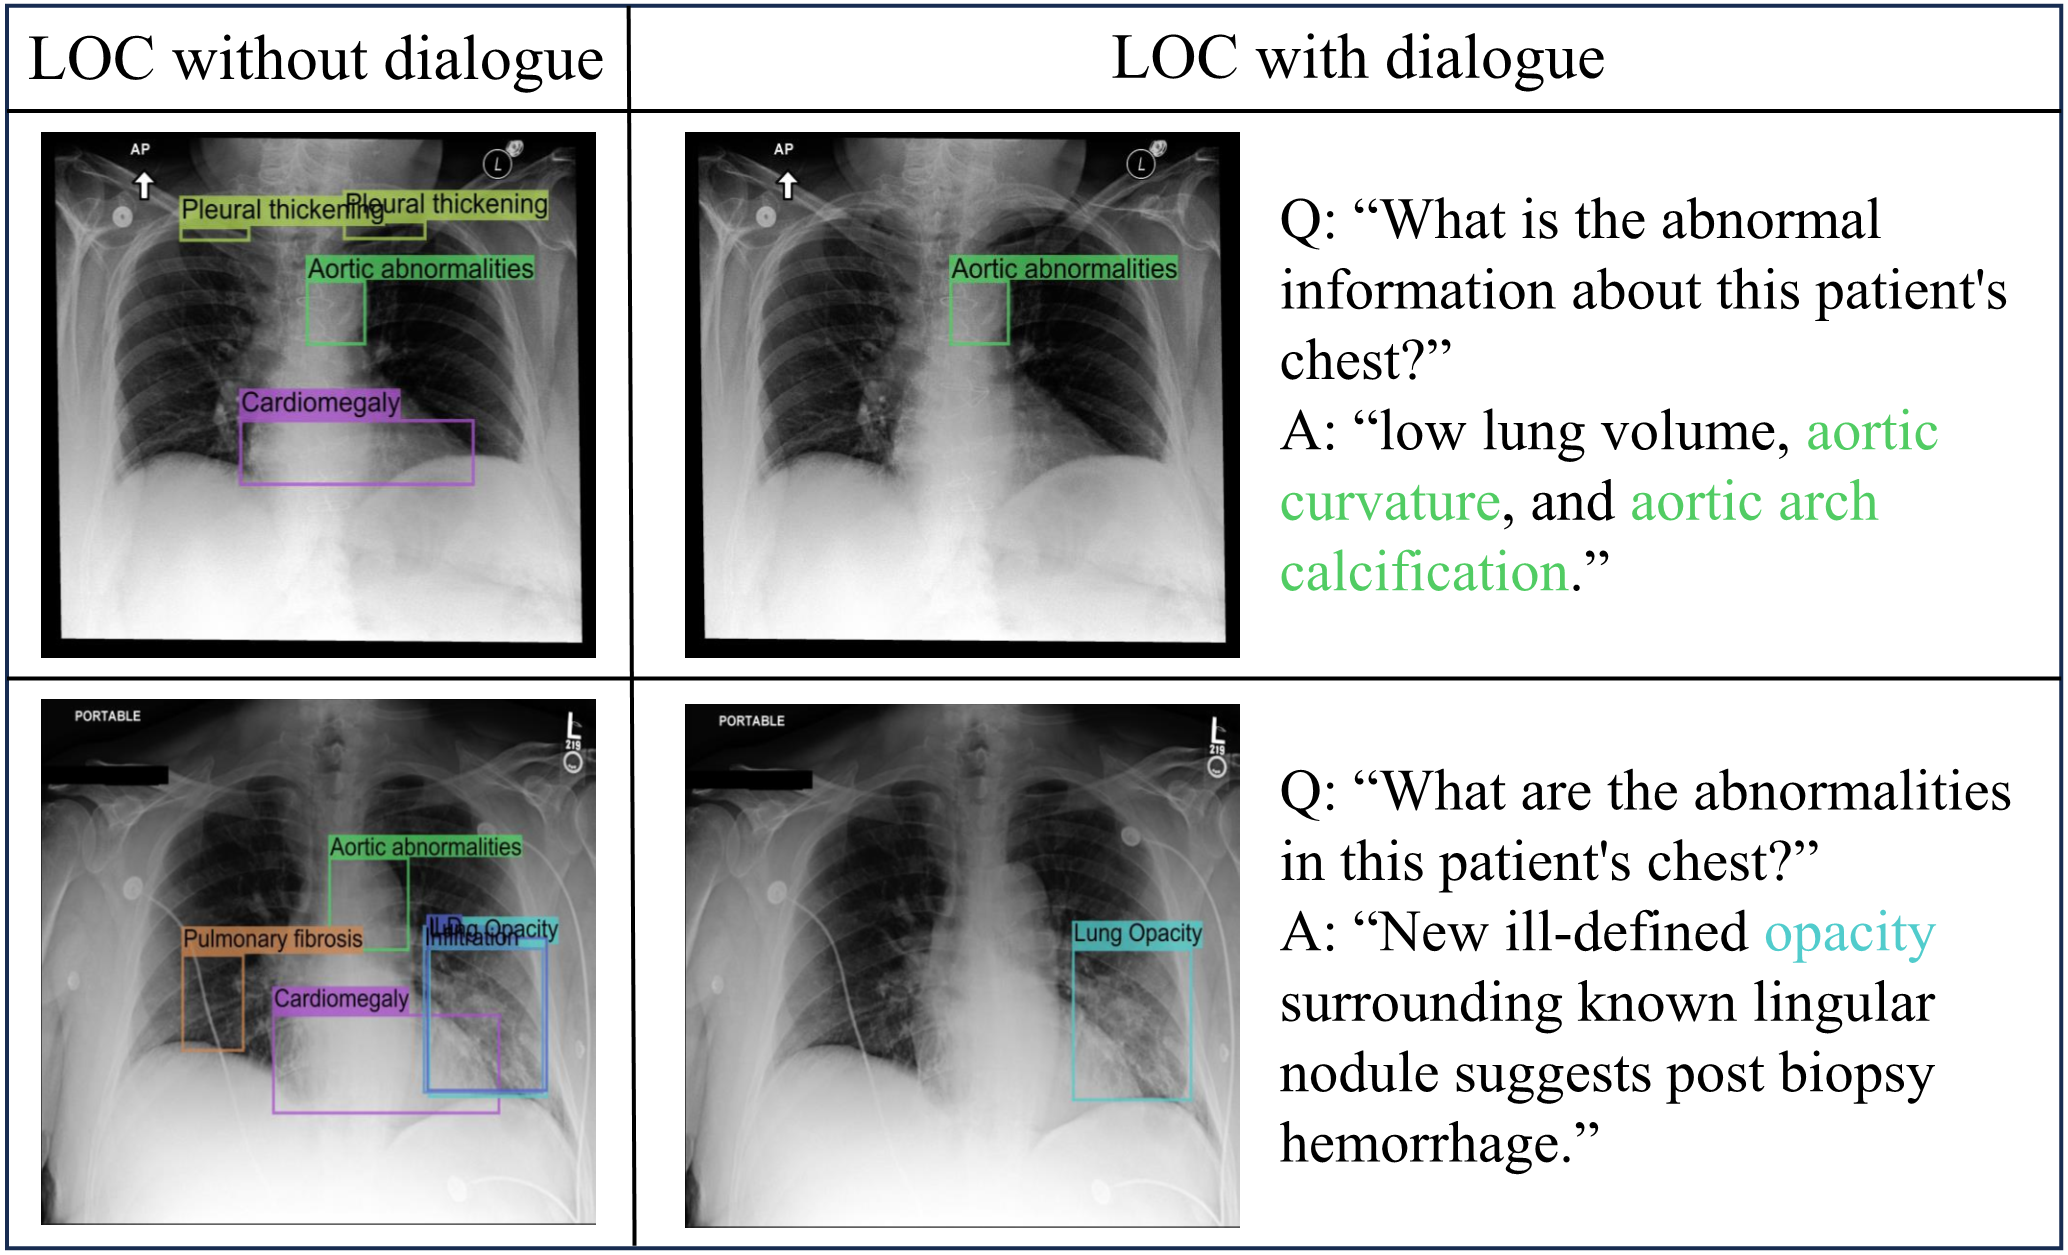 LOC without dialogue
LOC with dialogue
AP
L
Pleural thickening
Pleural thickening
Aortic abnormalities
Cardiomegaly
AP
L
Aortic abnormalities
Q: “What is the abnormal
information about this patient's
chest?”
A: “low lung volume, aortic
curvature, and aortic arch
calcification.”
PORTABLE
L
219
Aortic abnormalities
Pulmonary fibrosis
ILD
Lung Opacity
Infiltration
Cardiomegaly
PORTABLE
L
219
Lung Opacity
Q: “What are the abnormalities
in this patient's chest?”
A: “New ill-defined opacity
surrounding known lingular
nodule suggests post biopsy
hemorrhage.”